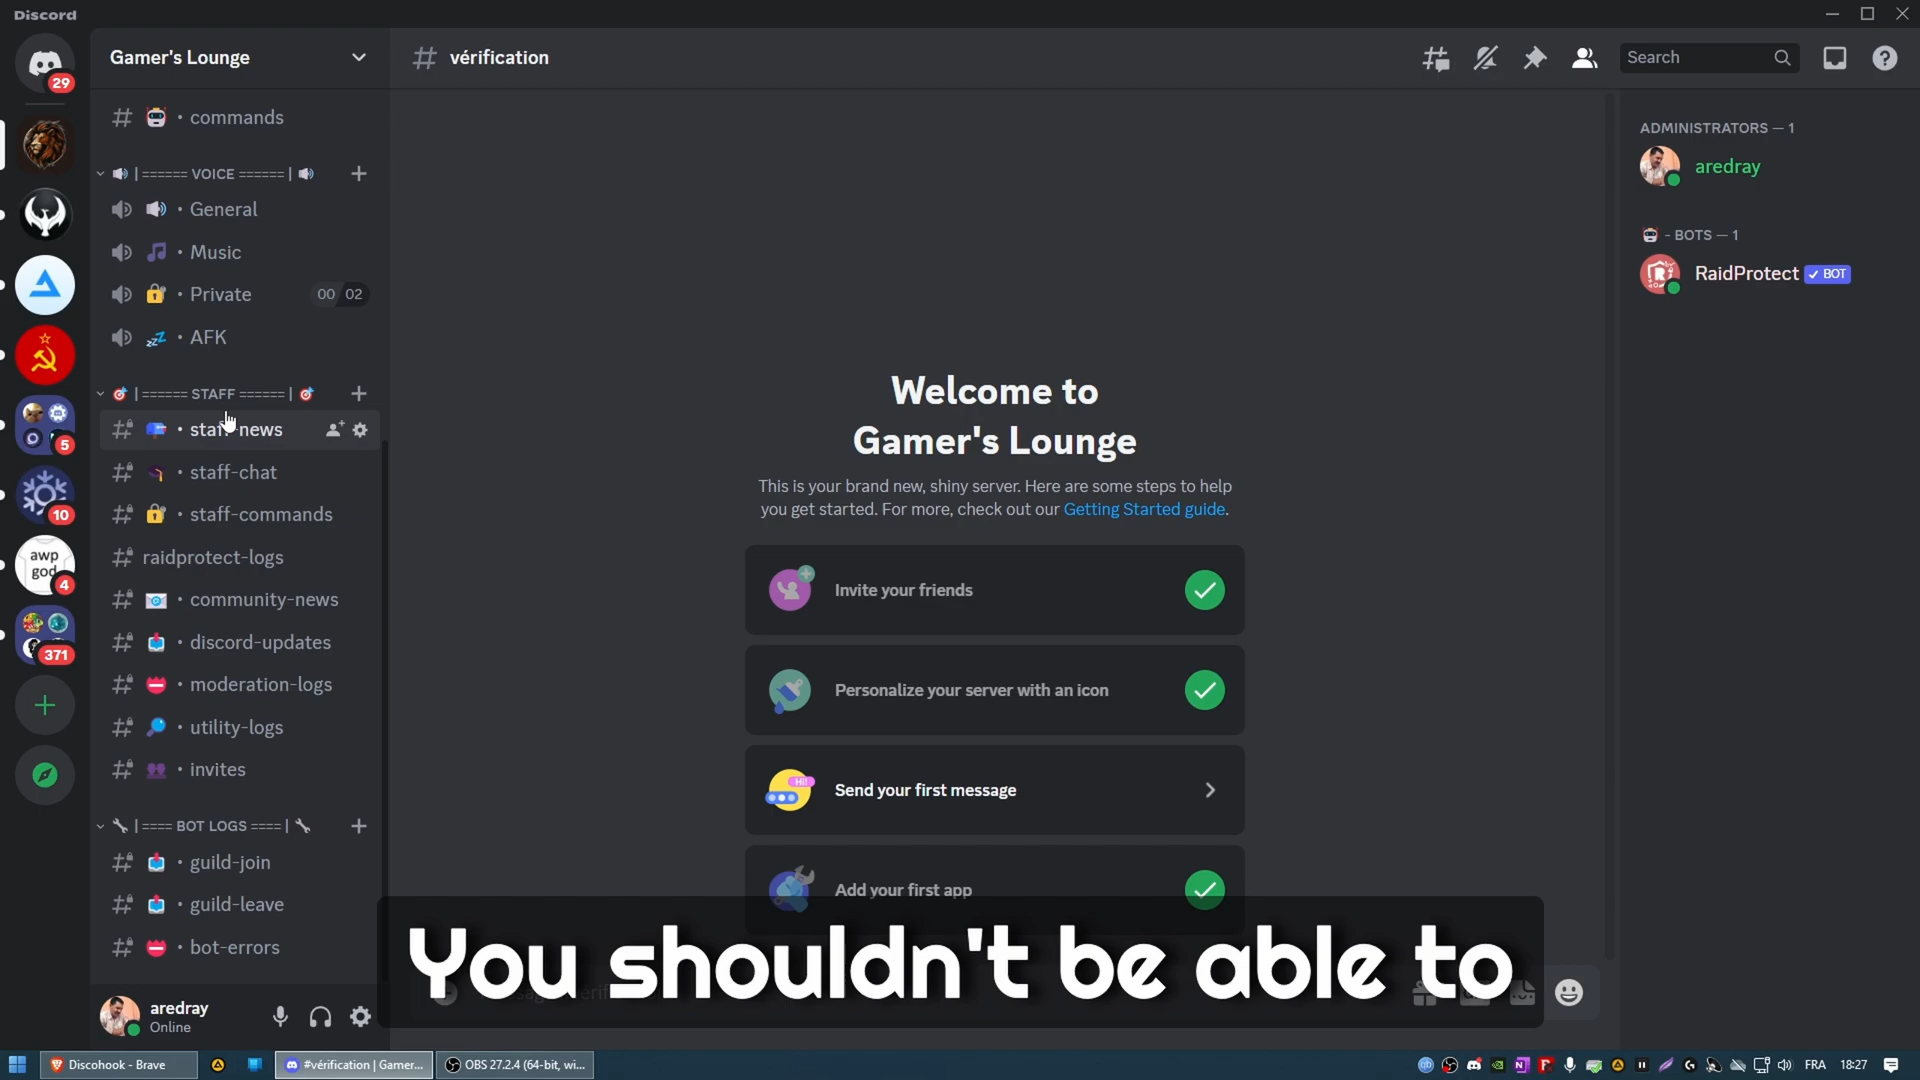 Discord
Gamer's Lounge
vérification
Search
29
commands
| ====== VOICE ====== |
General
Music
Private
00 02
AFK
| ====== STAFF ====== |
staff-news
staff-chat
staff-commands
raidprotect-logs
community-news
discord-updates
moderation-logs
utility-logs
invites
| ==== BOT LOGS ==== |
guild-join
guild-leave
bot-errors
5
10
awp
god
4
371
aredray
Online
Welcome to
Gamer's Lounge
This is your brand new, shiny server. Here are some steps to help
you get started. For more, check out our Getting Started guide.
Invite your friends
Personalize your server with an icon
Hi!
Send your first message
Add your first app
You shouldn't be able to
ADMINISTRATORS — 1
aredray
- BOTS — 1
RaidProtect
BOT
Discohook - Brave
#vérification | Gamer...
OBS 27.2.4 (64-bit, wi...
FRA
18:27